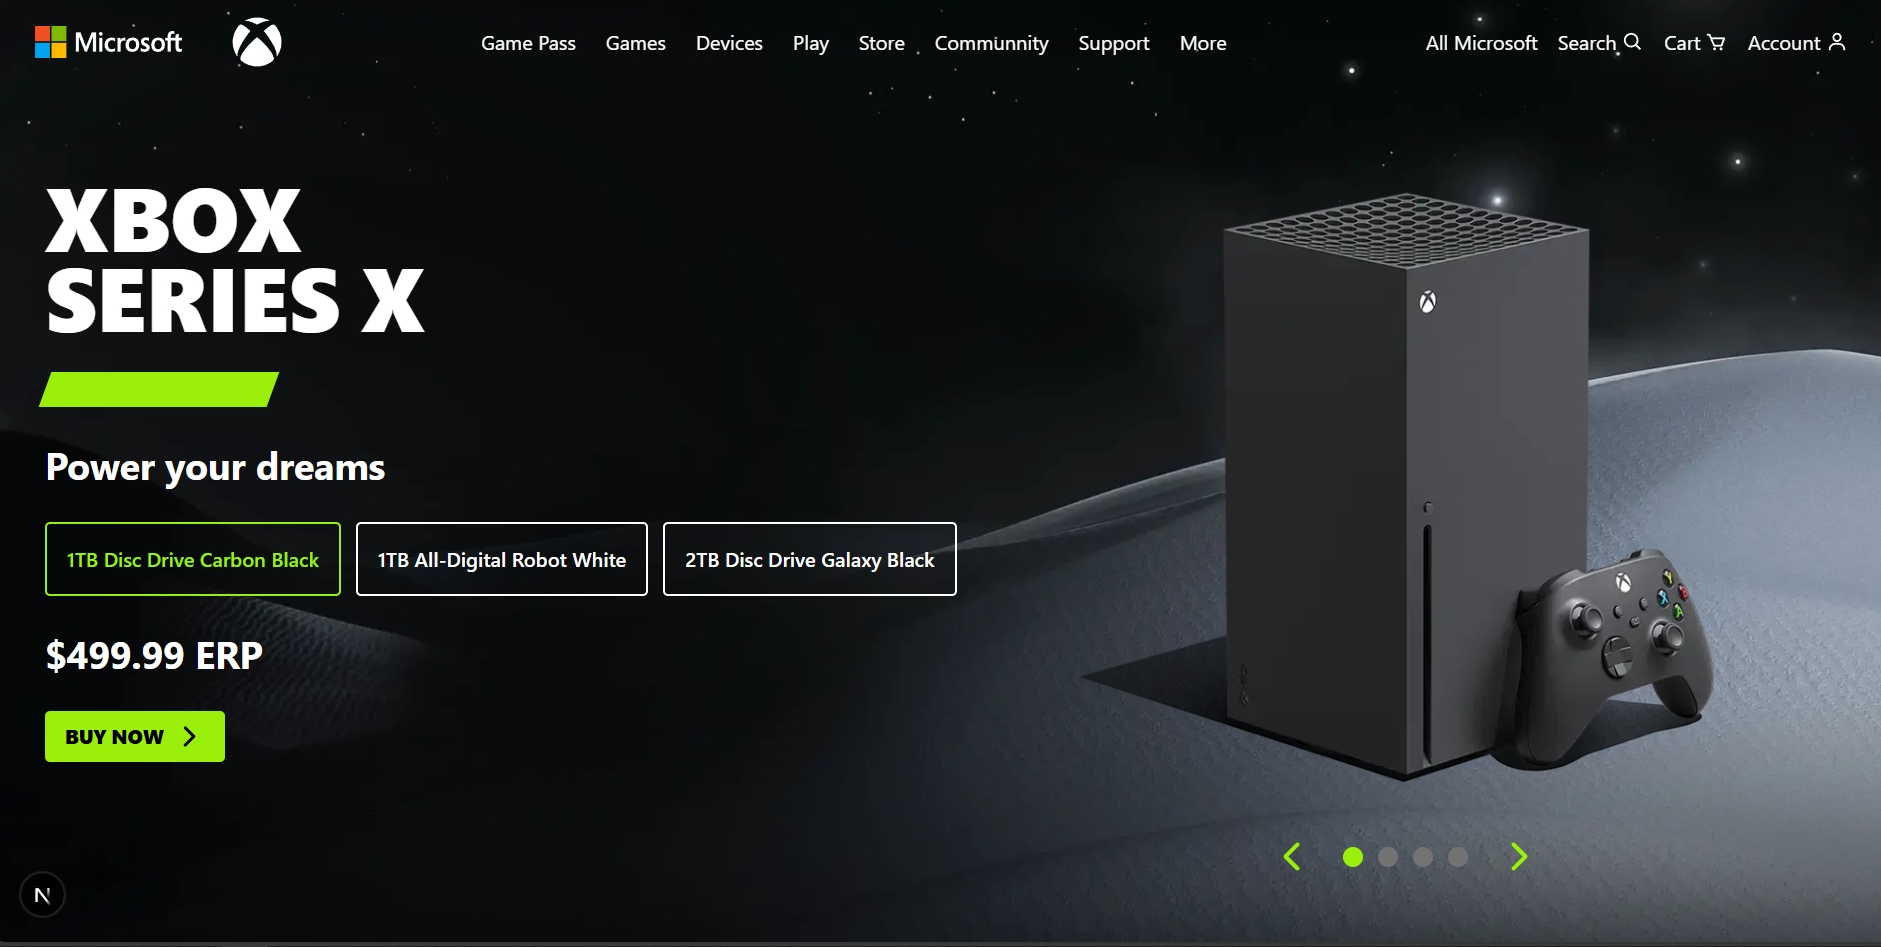 Microsoft
Game Pass Games Devices Play Store Communnity Support More
All Microsoft Search Cart Account
XBOX
SERIES X
Power your dreams
1TB Disc Drive Carbon Black
1TB All-Digital Robot White
2TB Disc Drive Galaxy Black
$499.99 ERP
BUY NOW
Y
B
X
A
N